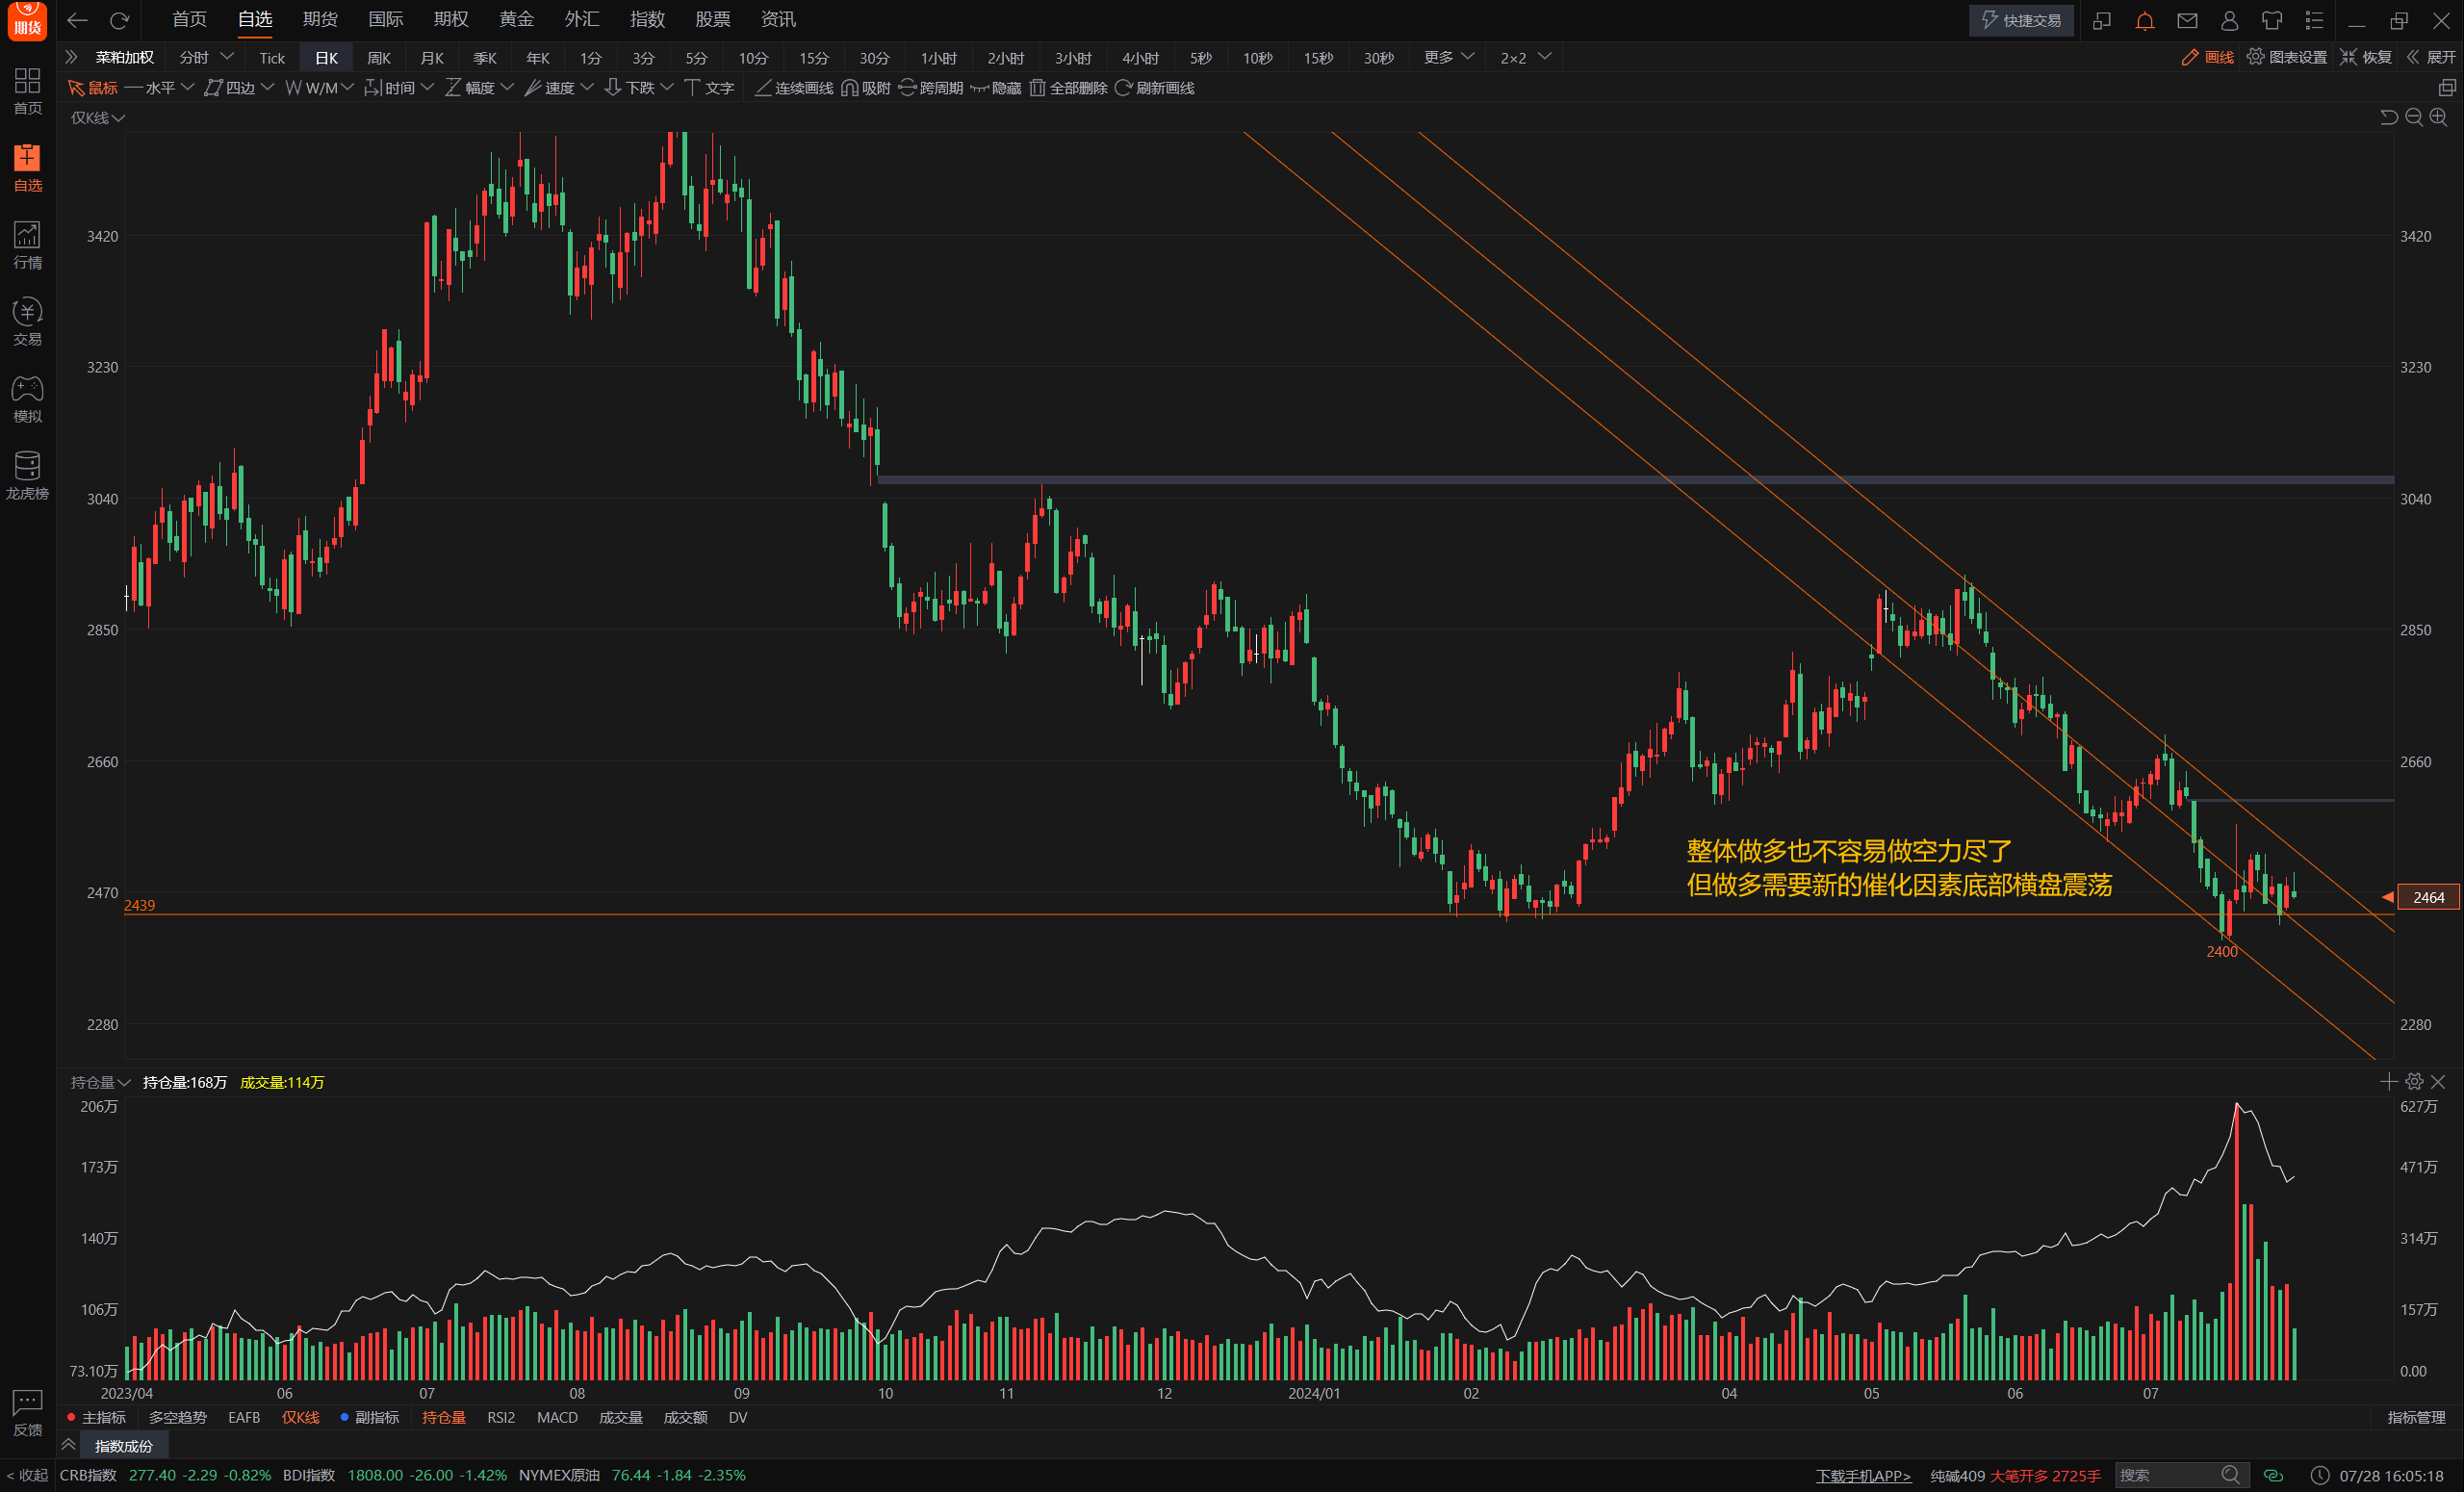 期货
首页 自选 期货 国际 期权 黄金 外汇 指数 股票 资讯
快捷交易
菜粕加权 分时 Tick 日K 周K 月K 季K 年K 1分 3分 5分 10分 15分 30分 1小时 2小时 3小时 4小时 5秒 10秒 15秒 30秒 更多 2×2
画线 图表设置 恢复 展开
鼠标 水平 四边 W/M 时间 幅度 速度 下跌 文字 连续画线 吸附 跨周期 隐藏 全部删除 刷新画线
首页
自选
行情
交易
模拟
龙虎榜
反馈
< 收起
仅K线
3420 3420
3230 3230
3040 3040
2850 2850
2660 2660
整体做多也不容易做空力尽了
但做多需要新的催化因素底部横盘震荡
2470
2464
2439
2400
2280 2280
持仓量 持仓量:168万 成交量:114万
206万 627万
173万 471万
140万 314万
106万 157万
73.10万 0.00
2023/04 06 07 08 09 10 11 12 2024/01 02 04 05 06 07
主指标 多空趋势 EAFB 仅K线 副指标 持仓量 RSI2 MACD 成交量 成交额 DV 指标管理
指数成份
CRB指数 277.40 -2.29 -0.82% BDI指数 1808.00 -26.00 -1.42% NYMEX原油 76.44 -1.84 -2.35%
下载手机APP> 纯碱409 大笔开多 2725手 搜索 07/28 16:05:18